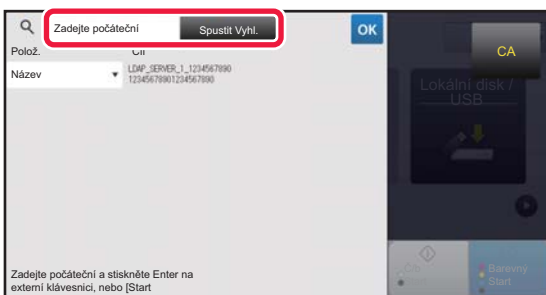 Zadejte počáteční
Spustit Vyhl.
OK
CA
Polož.
Cíl
Název
LDAP_SERVER_1_1234567890
12345678901234567890
Lokální disk /
USB
Zadejte počáteční a stiskněte Enter na
externí klávesnici, nebo [Start
Barevný
Start